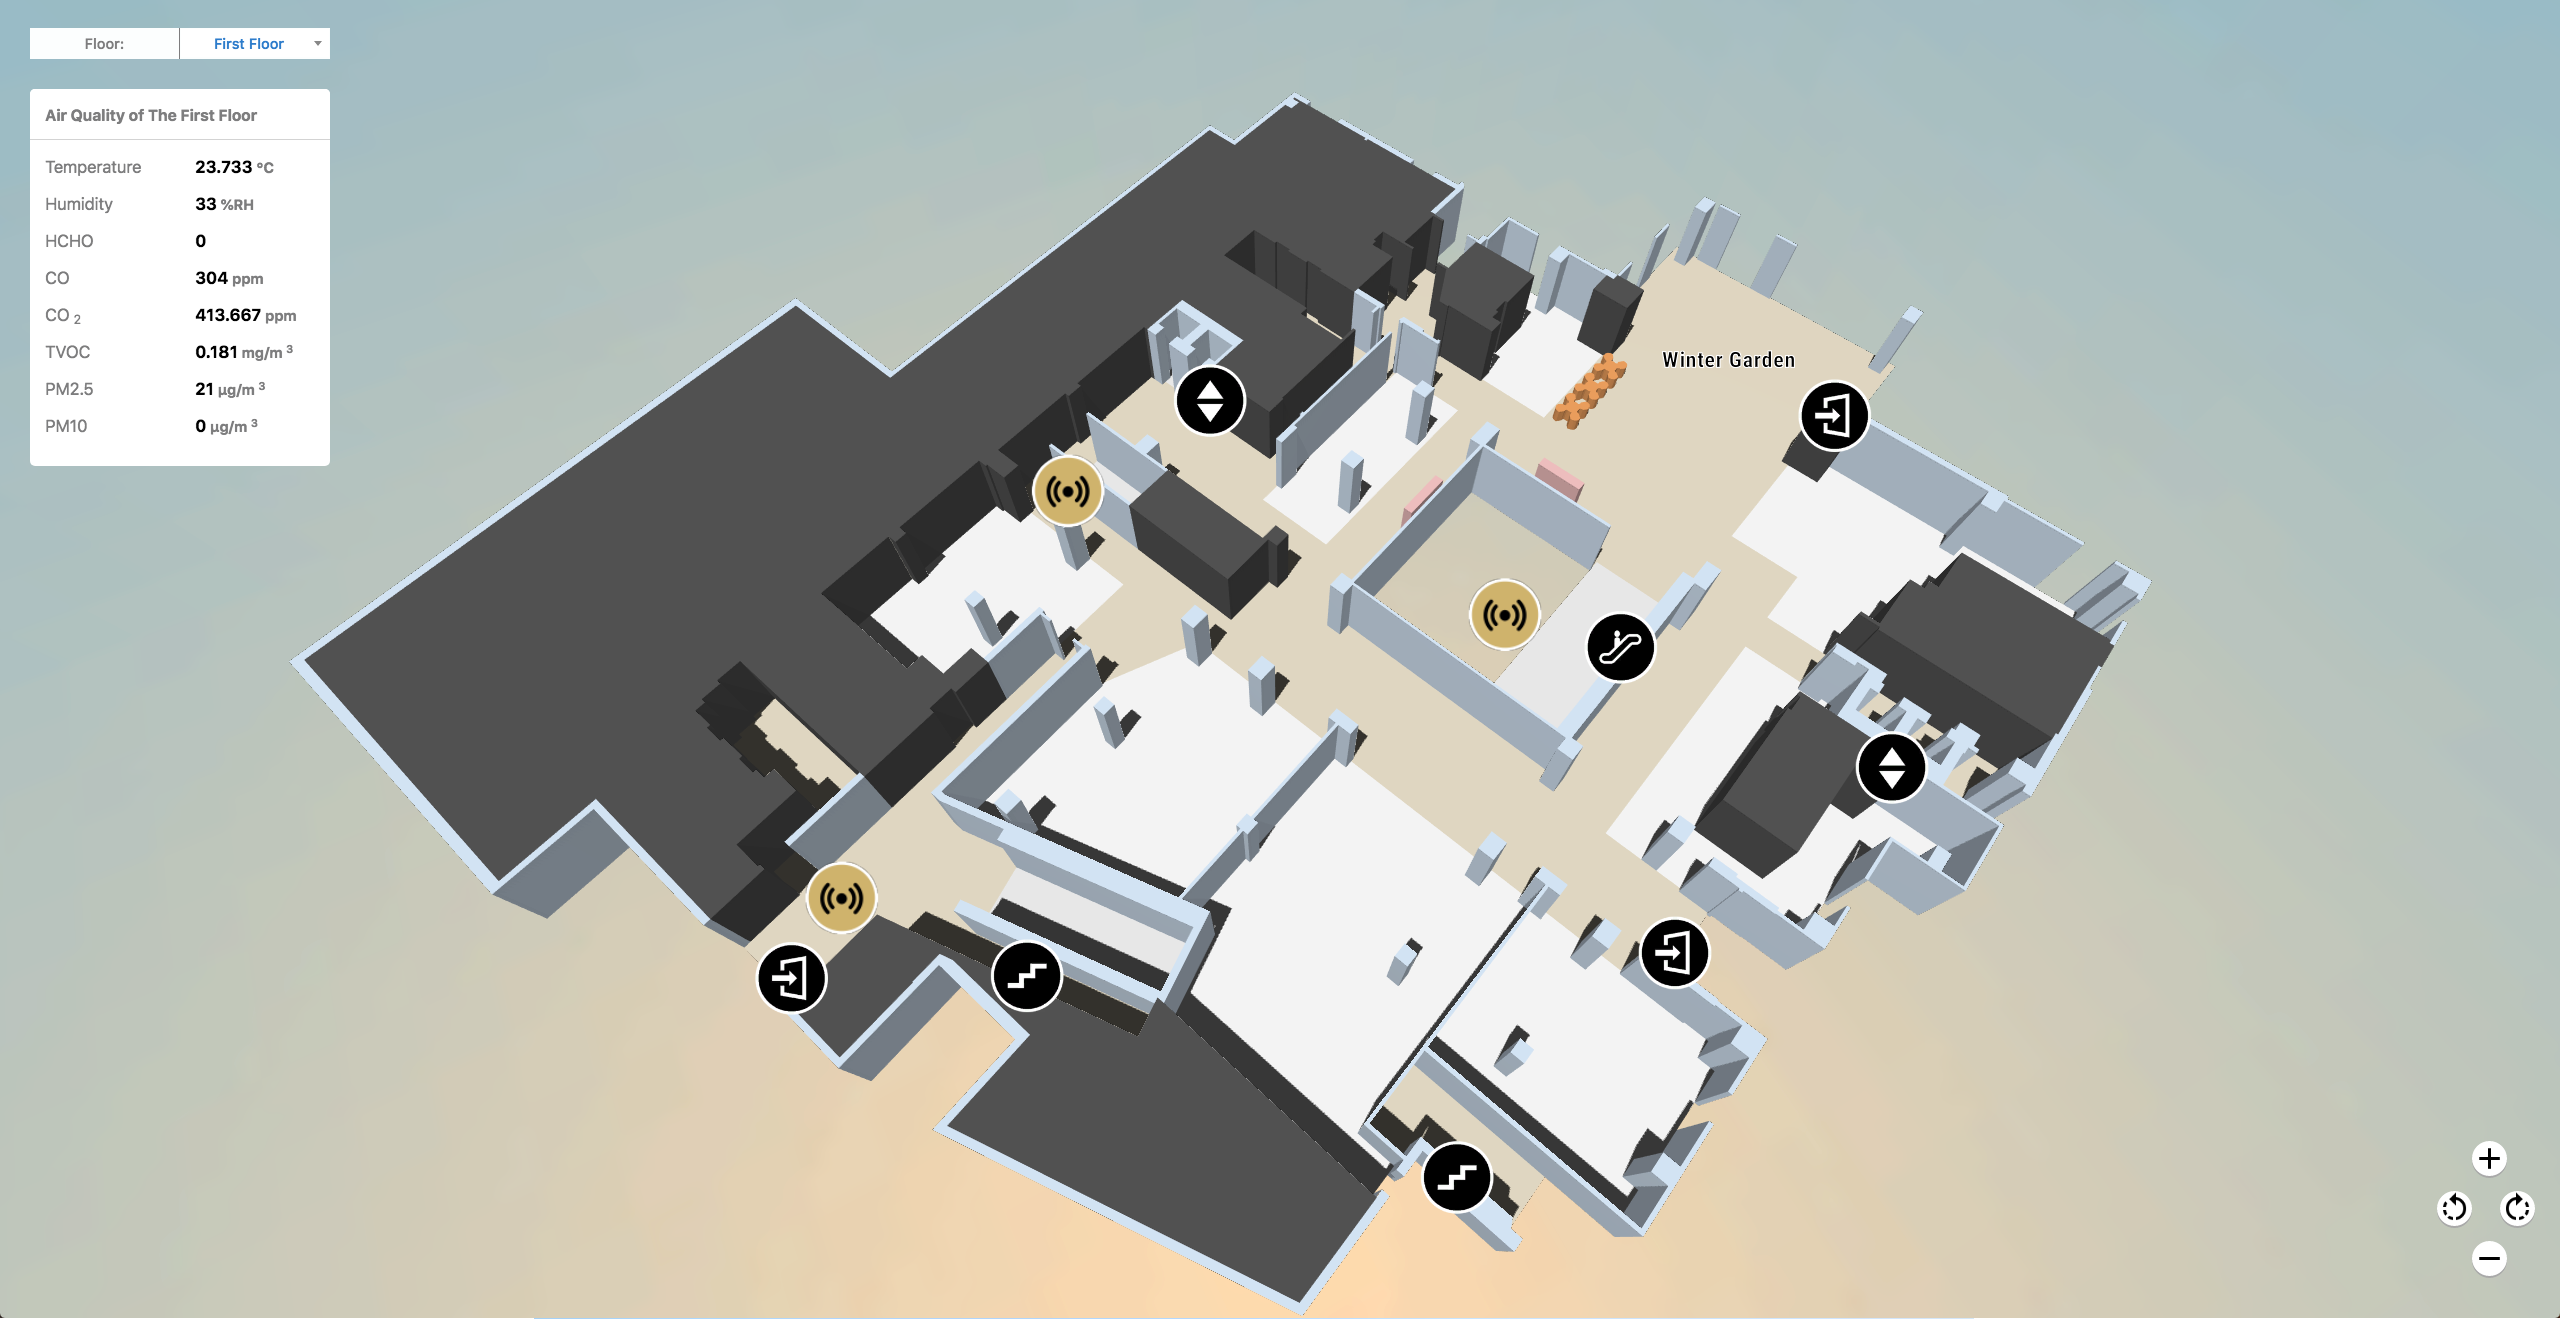 Floor: First Floor
Air Quality of The First Floor
Temperature 23.733 °C
Humidity 33 %RH
HCHO 0
CO 304 ppm
CO 2 413.667 ppm
TVOC 0.181 mg/m 3
PM2.5 21 µg/m 3
PM10 0 µg/m 3
Winter Garden